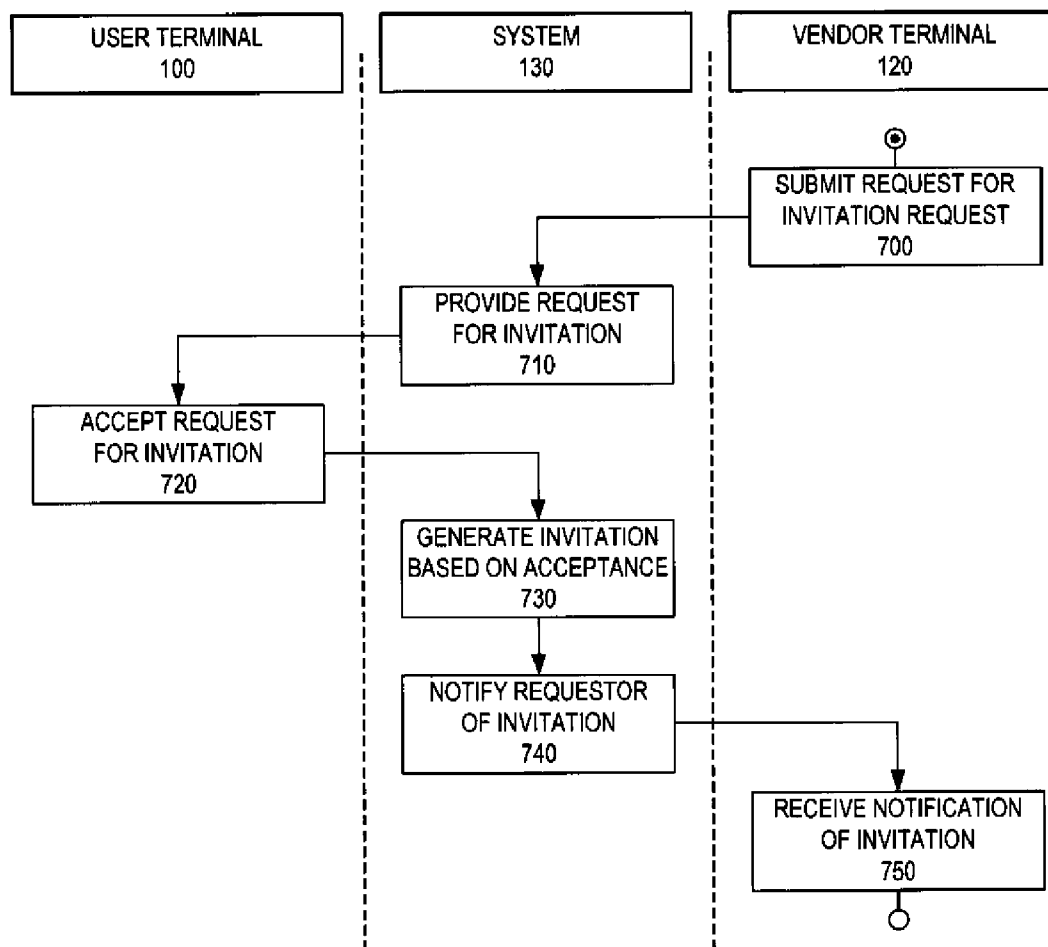 USER TERMINAL
100
SYSTEM
130
VENDOR TERMINAL
120
SUBMIT REQUEST FOR
INVITATION REQUEST
700
PROVIDE REQUEST
FOR INVITATION
710
ACCEPT REQUEST
FOR INVITATION
720
GENERATE INVITATION
BASED ON ACCEPTANCE
730
NOTIFY REQUESTOR
OF INVITATION
740
RECEIVE NOTIFICATION
OF INVITATION
750